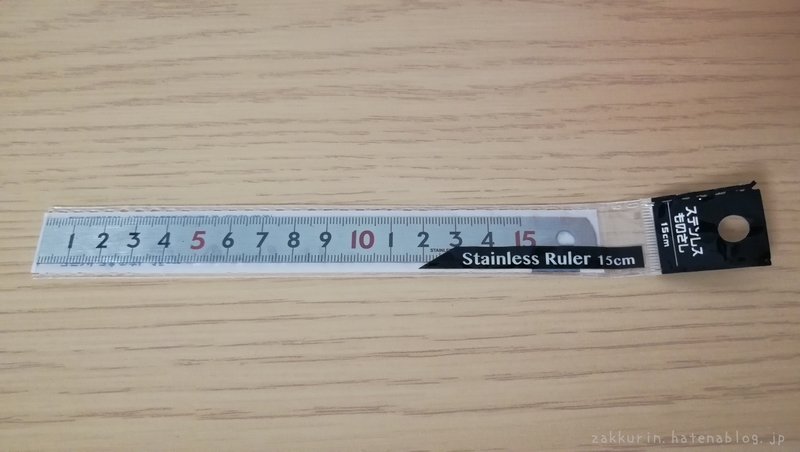 1 2 3 4 5 6 7 8 9 10 1 2 3 4 15
Stainless Ruler 15cm
ステンレス
ものさし
15cm
zakkurin.hatenablog.jp